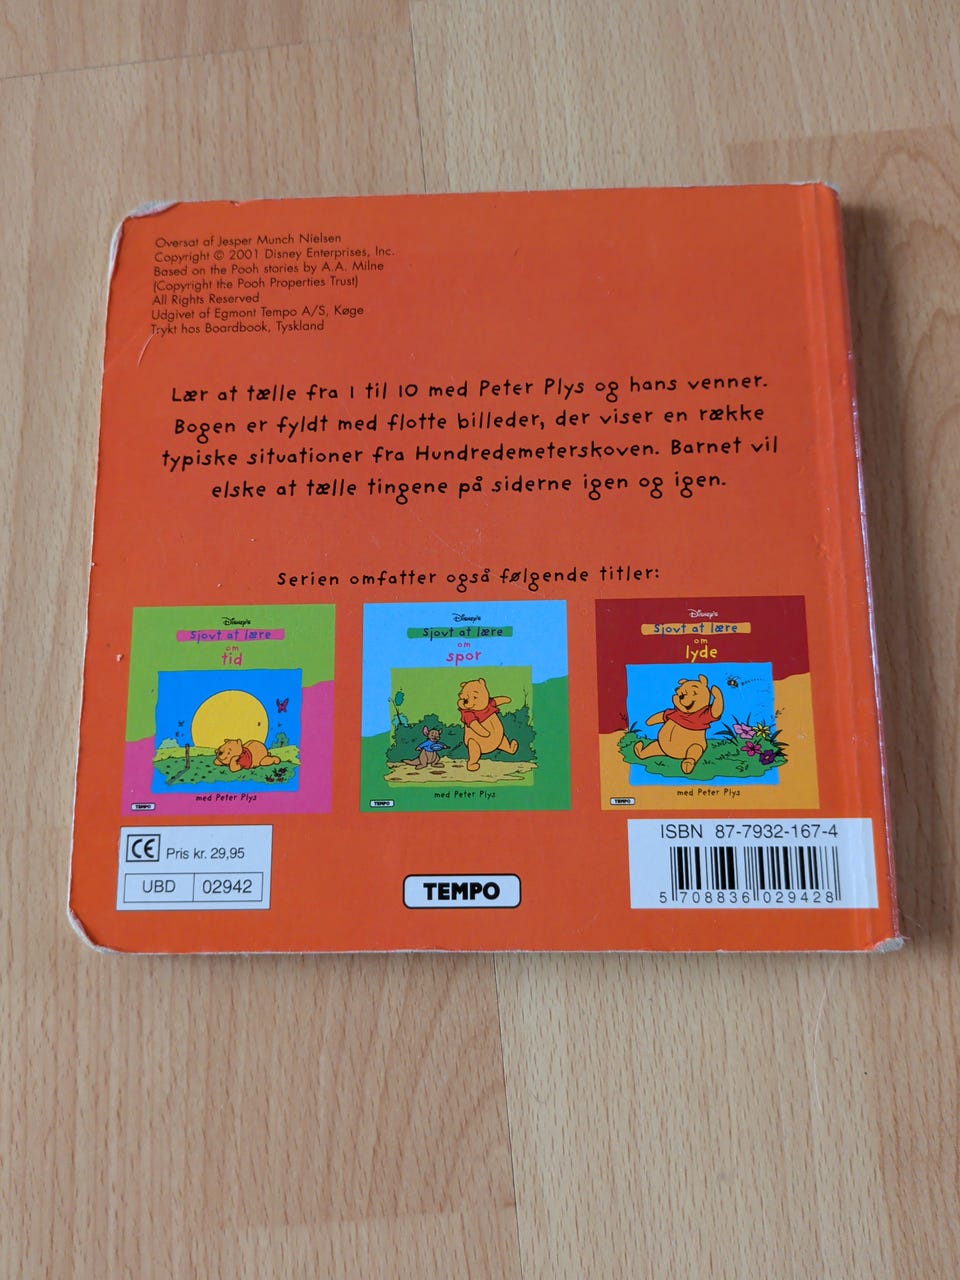 Oversat af Jesper Munch Nielsen
Copyright © 2001 Disney Enterprises, Inc.
Based on the Pooh stories by A.A. Milne
(Copyright the Pooh Properties Trust)
All Rights Reserved
Udgivet af Egmont Tempo A/S, Køge
Trykt hos Boardbook, Tyskland
Lær at tælle fra 1 til 10 med Peter Plys og hans venner.
Bogen er fyldt med flotte billeder, der viser en række
typiske situationer fra Hundredemeterskoven. Barnet vil
elske at tælle tingene på siderne igen og igen.
Serien omfatter også følgende titler:
Disney's
Sjovt at lære
om
tid
med Peter Plys
TEMPO
Disney's
Sjovt at lære
om
spor
med Peter Plys
TEMPO
Disney's
Sjovt at lære
om
lyde
med Peter Plys
TEMPO
CE Pris kr. 29,95
UBD 02942
TEMPO
ISBN 87-7932-167-4
5 708836 029428